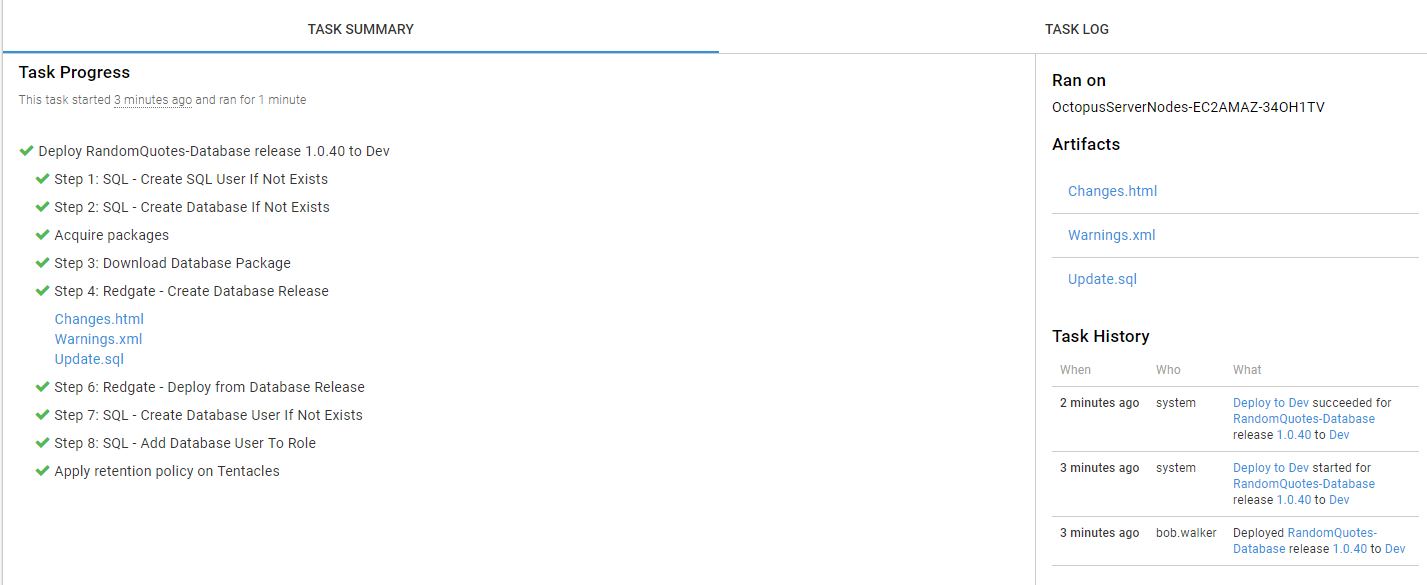 TASK SUMMARY
TASK LOG
Task Progress
This task started 3 minutes ago and ran for 1 minute
Deploy RandomQuotes-Database release 1.0.40 to Dev
Step 1: SQL - Create SQL User If Not Exists
Step 2: SQL - Create Database If Not Exists
Acquire packages
Step 3: Download Database Package
Step 4: Redgate - Create Database Release
Changes.html
Warnings.xml
Update.sql
Step 6: Redgate - Deploy from Database Release
Step 7: SQL - Create Database User If Not Exists
Step 8: SQL - Add Database User To Role
Apply retention policy on Tentacles
Ran on
OctopusServerNodes-EC2AMAZ-34OH1TV
Artifacts
Changes.html
Warnings.xml
Update.sql
Task History
When Who What
2 minutes ago system Deploy to Dev succeeded for
RandomQuotes-Database
release 1.0.40 to Dev
3 minutes ago system Deploy to Dev started for
RandomQuotes-Database
release 1.0.40 to Dev
3 minutes ago bob.walker Deployed RandomQuotes-
Database release 1.0.40 to Dev